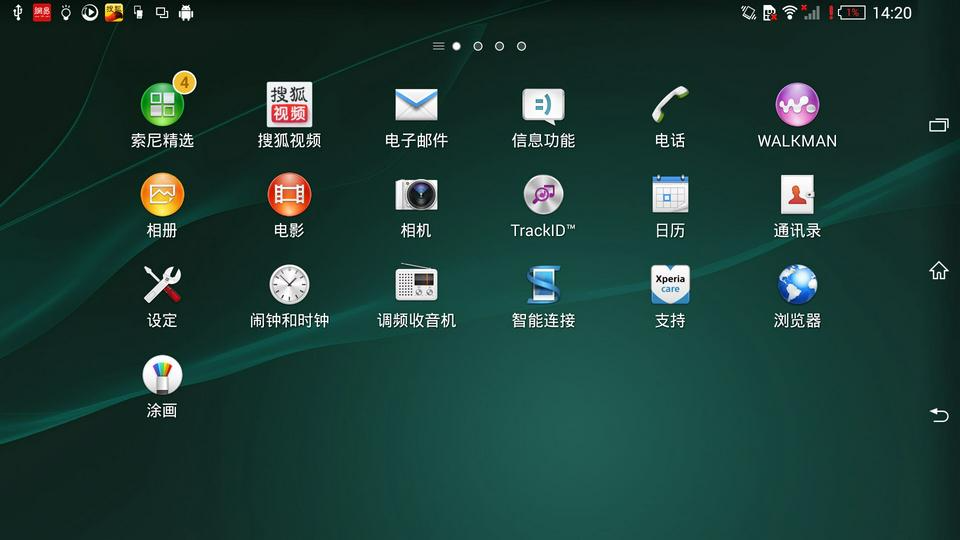 網易
搜狐
1%
14:20
4
索尼精选
搜狐
视频
搜狐视频
电子邮件
信息功能
电话
WALKMAN
相册
电影
相机
TrackID™
日历
通讯录
设定
闹钟和时钟
调频收音机
智能连接
Xperia
care
支持
浏览器
涂画